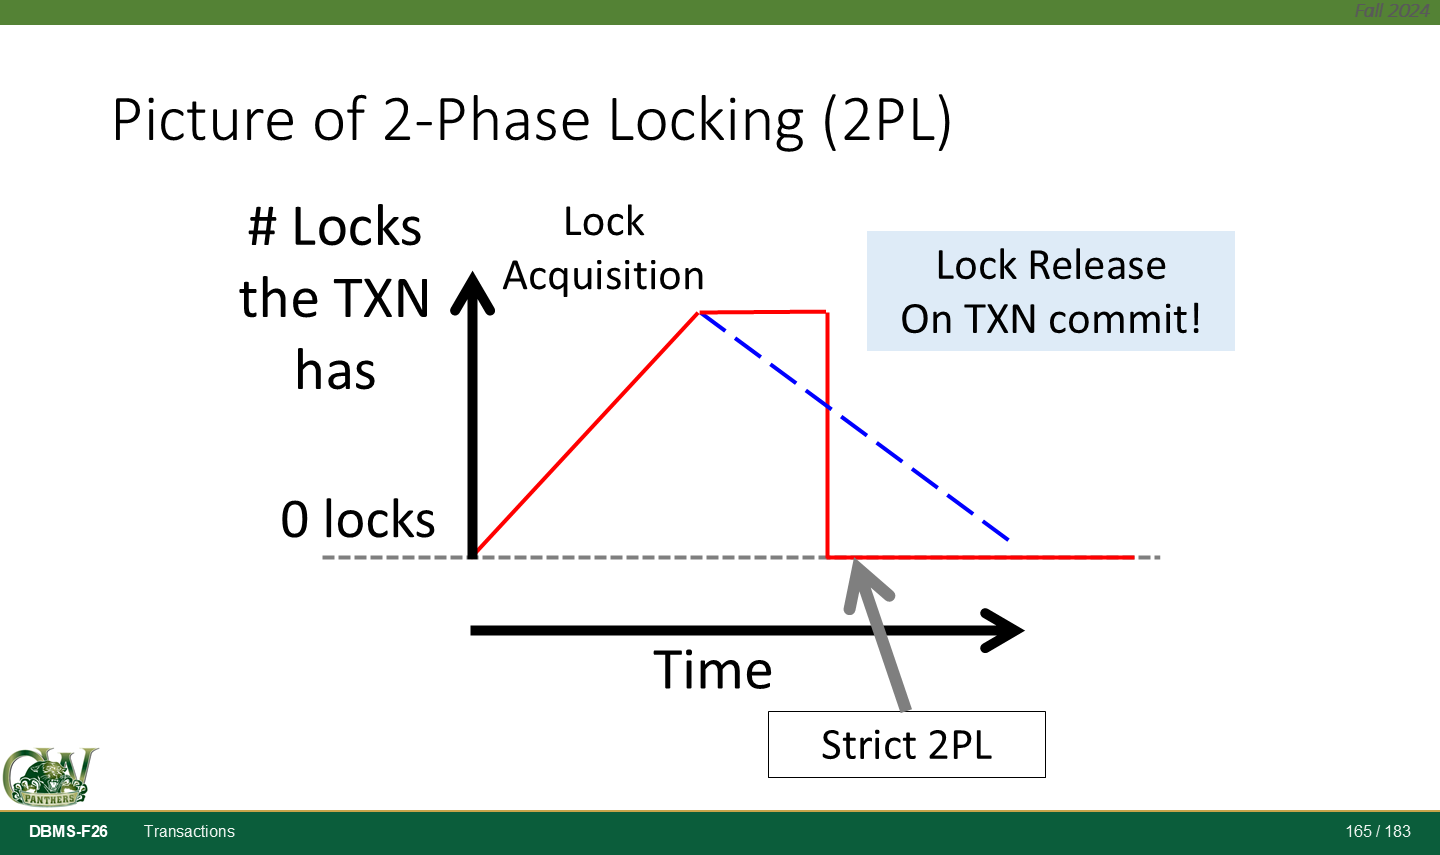 Fall 2024
Picture of 2-Phase Locking (2PL)
# Locks
the TXN
has
Lock
Acquisition
Lock Release
On TXN commit!
0 locks
Time
Strict 2PL
OW
PANTHERS
DBMS-F26
Transactions
165 / 183